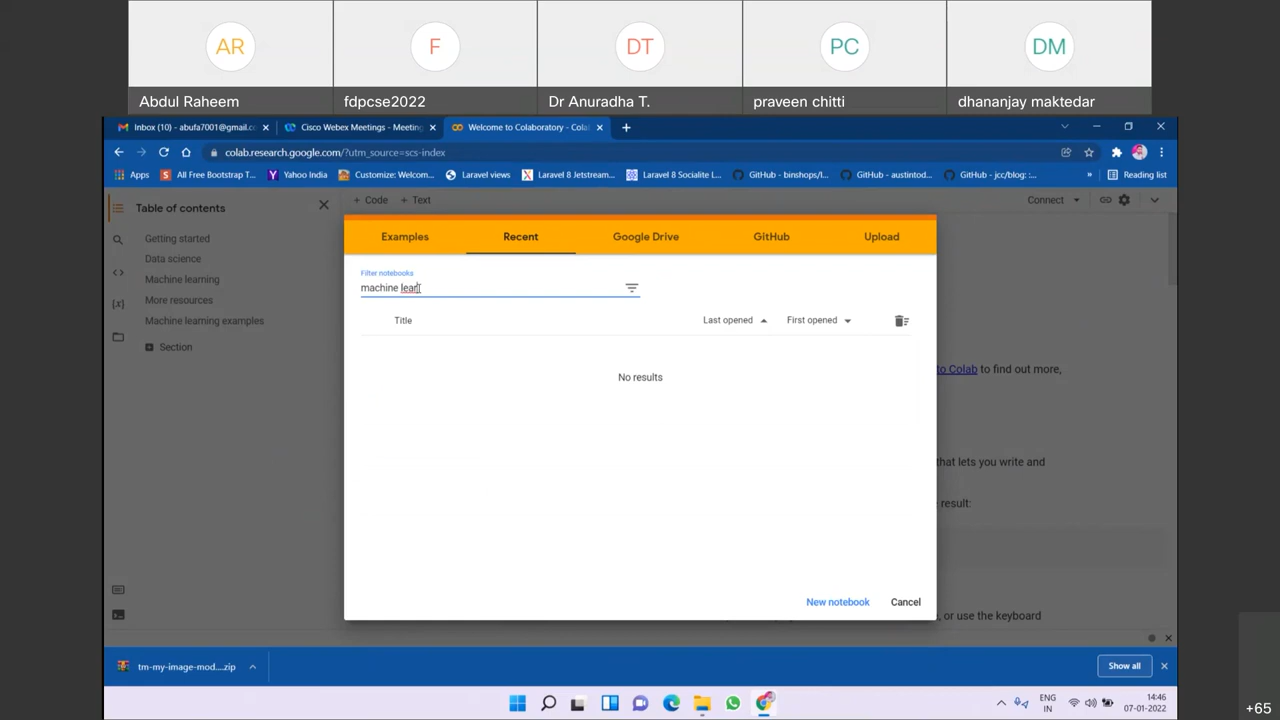 AR
F
DT
PC
DM
Abdul Raheem
fdpcse2022
Dr Anuradha T.
praveen chitti
dhananjay maktedar
Inbox (10) - abufa7001@gmail.c
Cisco Webex Meetings - Meeting
Welcome to Colaboratory - Cola
colab.research.google.com/?utm_source=scs-index
Apps
All Free Bootstrap T...
Yahoo India
Customize: Welcom...
Laravel views
Laravel 8 Jetstream...
Laravel 8 Socialite L...
GitHub - binshops/l...
GitHub - austintod...
GitHub - jcc/blog: :...
»
Reading list
Table of contents
+ Code
+ Text
Connect
Getting started
Data science
Machine learning
More resources
Machine learning examples
Section
Examples
Recent
Google Drive
GitHub
Upload
Filter notebooks
machine lear
Title
Last opened
First opened
No results
to Colab to find out more,
that lets you write and
e result:
, or use the keyboard
New notebook
Cancel
tm-my-image-mod....zip
Show all
ENG
IN
14:46
07-01-2022
+65